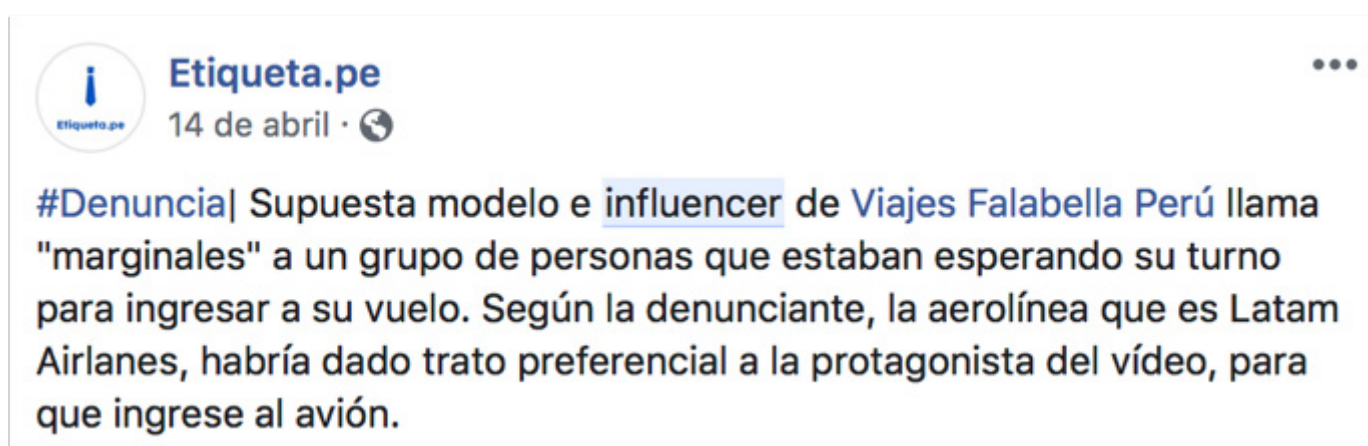 Etiqueta.pe
Etiqueta.pe
14 de abril ·
#Denuncia| Supuesta modelo e influencer de Viajes Falabella Perú llama
"marginales" a un grupo de personas que estaban esperando su turno
para ingresar a su vuelo. Según la denunciante, la aerolínea que es Latam
Airlanes, habría dado trato preferencial a la protagonista del vídeo, para
que ingrese al avión.